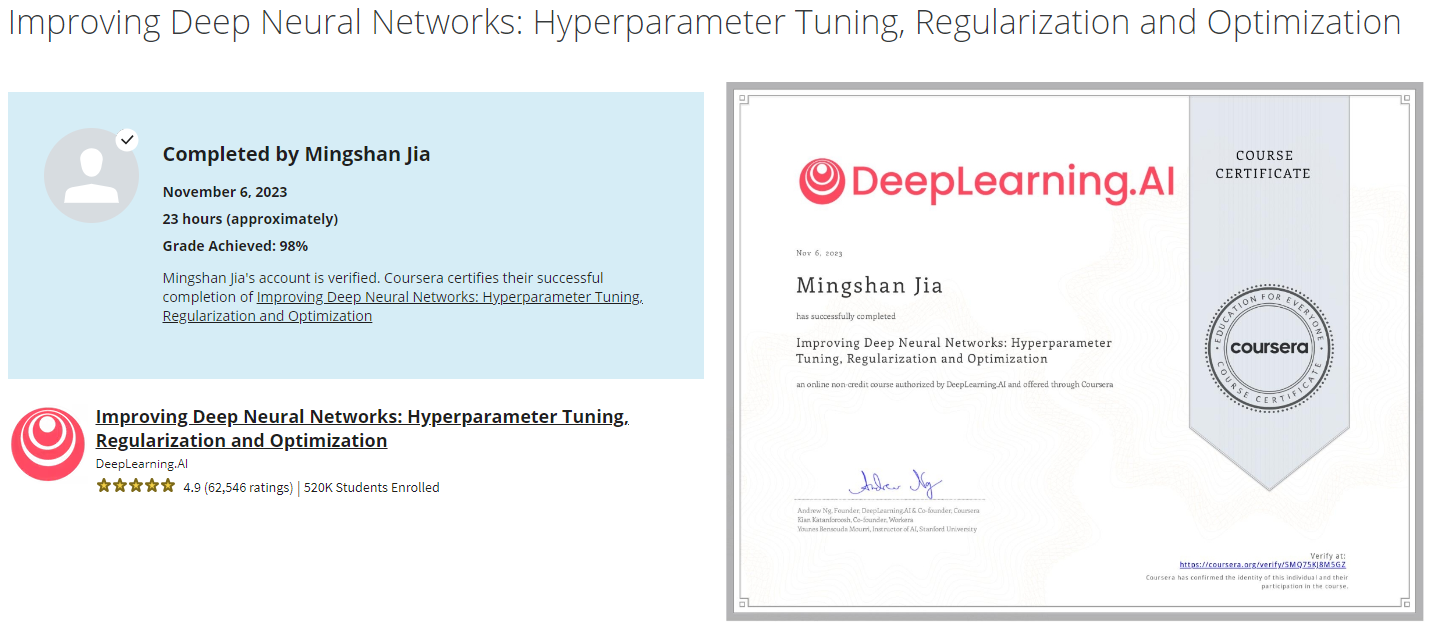 Improving Deep Neural Networks: Hyperparameter Tuning, Regularization and Optimization
Completed by Mingshan Jia
November 6, 2023
23 hours (approximately)
Grade Achieved: 98%
Mingshan Jia's account is verified. Coursera certifies their successful
completion of Improving Deep Neural Networks: Hyperparameter Tuning,
Regularization and Optimization
Improving Deep Neural Networks: Hyperparameter Tuning,
Regularization and Optimization
DeepLearning.AI
4.9 (62,546 ratings) | 520K Students Enrolled
DeepLearning.AI
COURSE
CERTIFICATE
Nov 6, 2023
Mingshan Jia
has successfully completed
Improving Deep Neural Networks: Hyperparameter
Tuning, Regularization and Optimization
an online non-credit course authorized by DeepLearning.AI and offered through Coursera
EDUCATION FOR EVERYONE
coursera
COURSE CERTIFICATE
Andrew Ng
Andrew Ng, Founder, DeepLearning.AI & Co-founder, Coursera
Kian Katanforoosh, Co-founder, Workera
Younes Bensouda Mourri, Instructor of AI, Stanford University
Verify at:
https://coursera.org/verify/SMQ75KJ8M5GZ
Coursera has confirmed the identity of this individual and their
participation in the course.